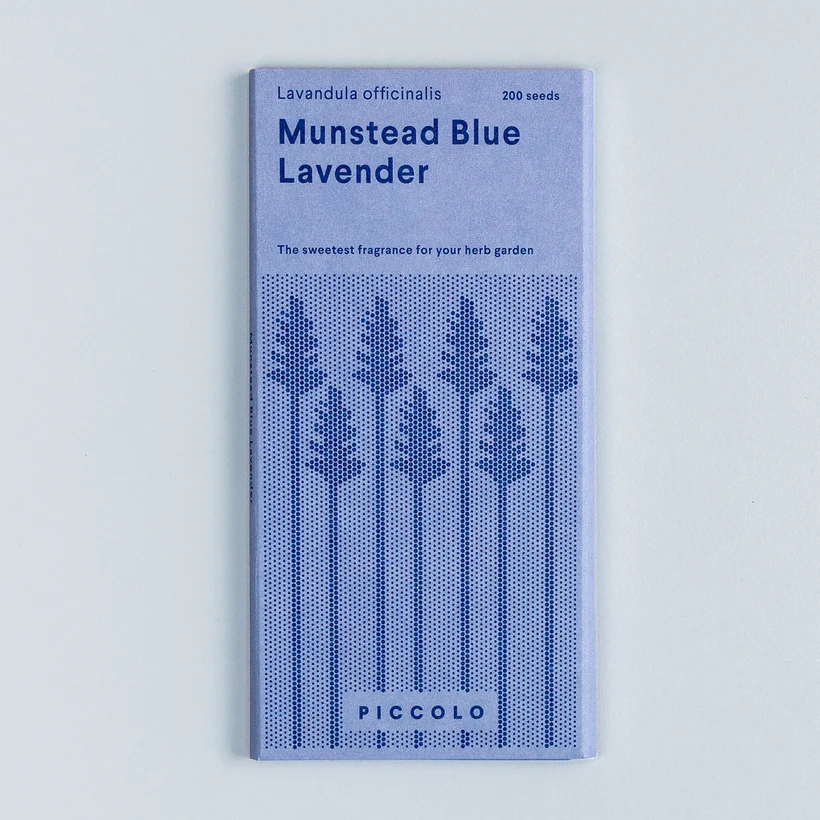 Lavandula officinalis
200 seeds
Munstead Blue
Lavender
The sweetest fragrance for your herb garden
PICCOLO